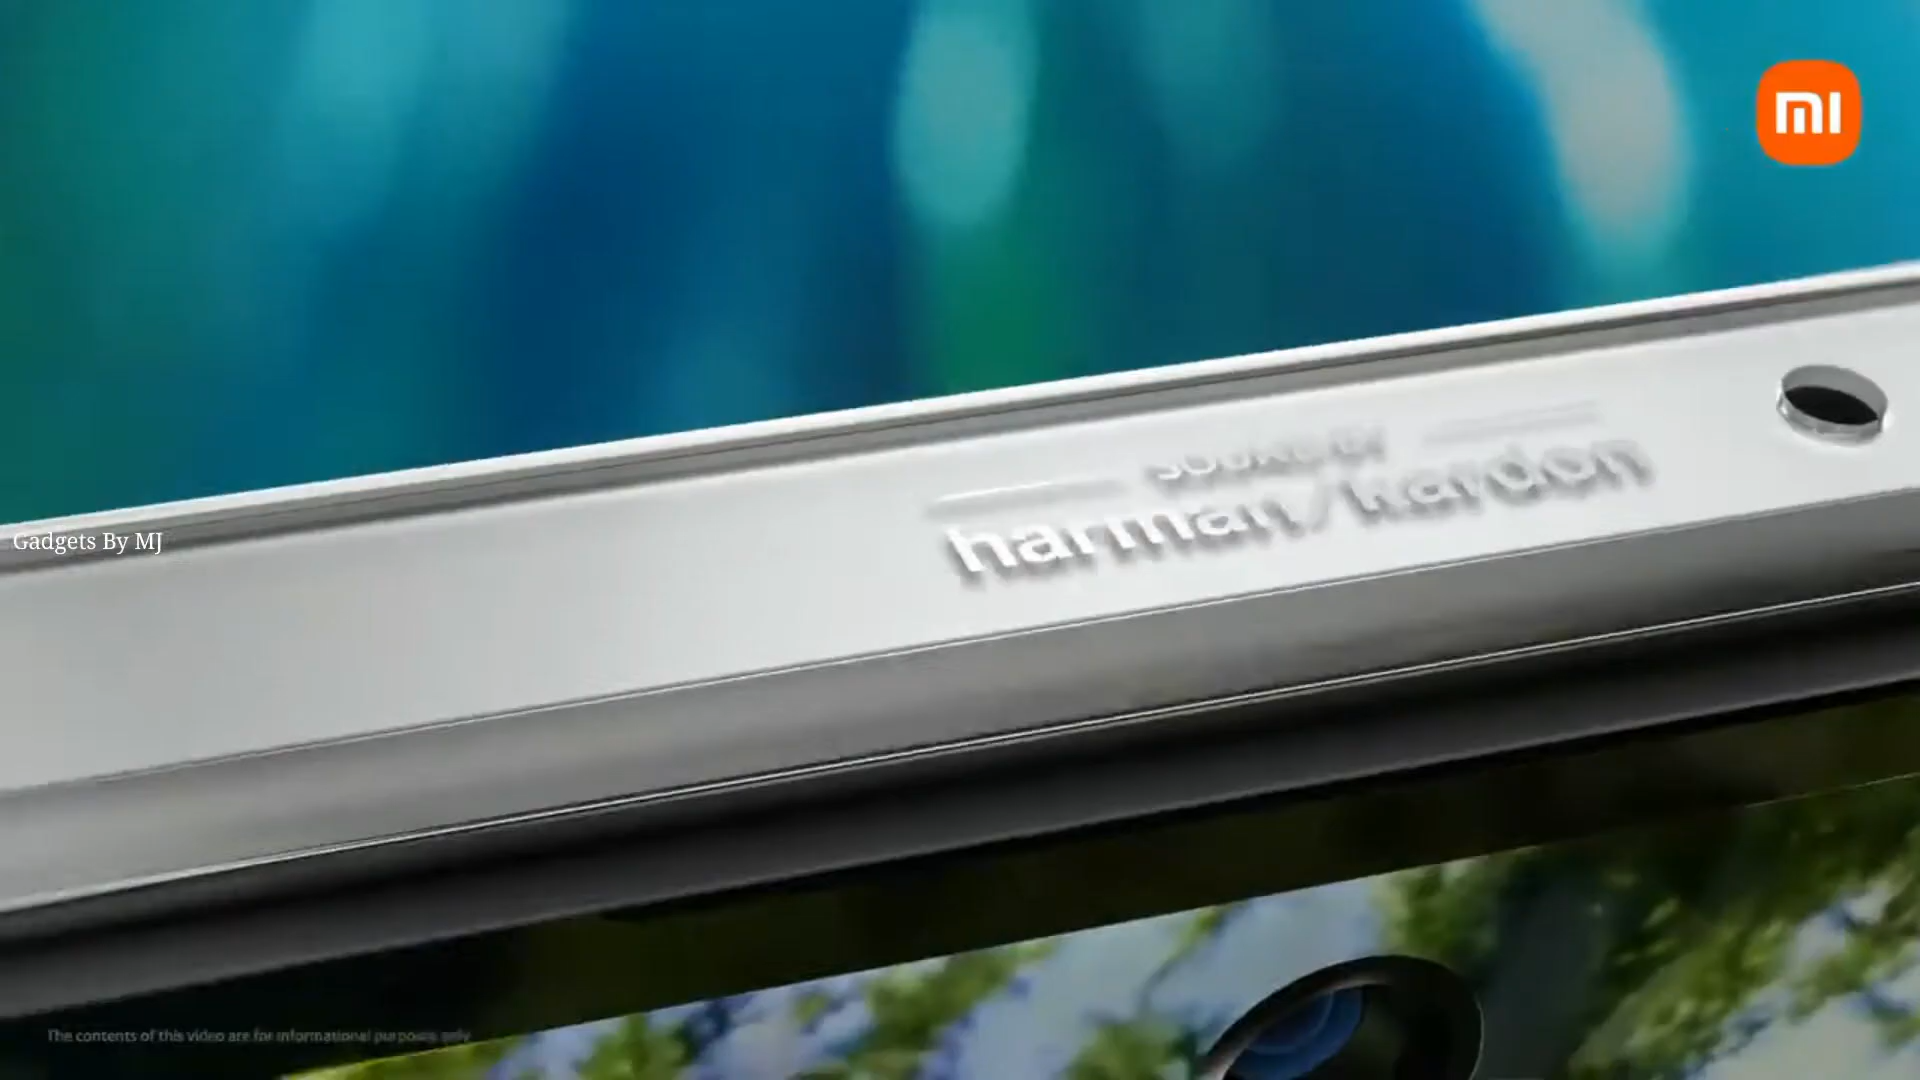 mi
SOUND BY
harman/kardon
Gadgets By MJ
The contents of this video are for informational purposes only